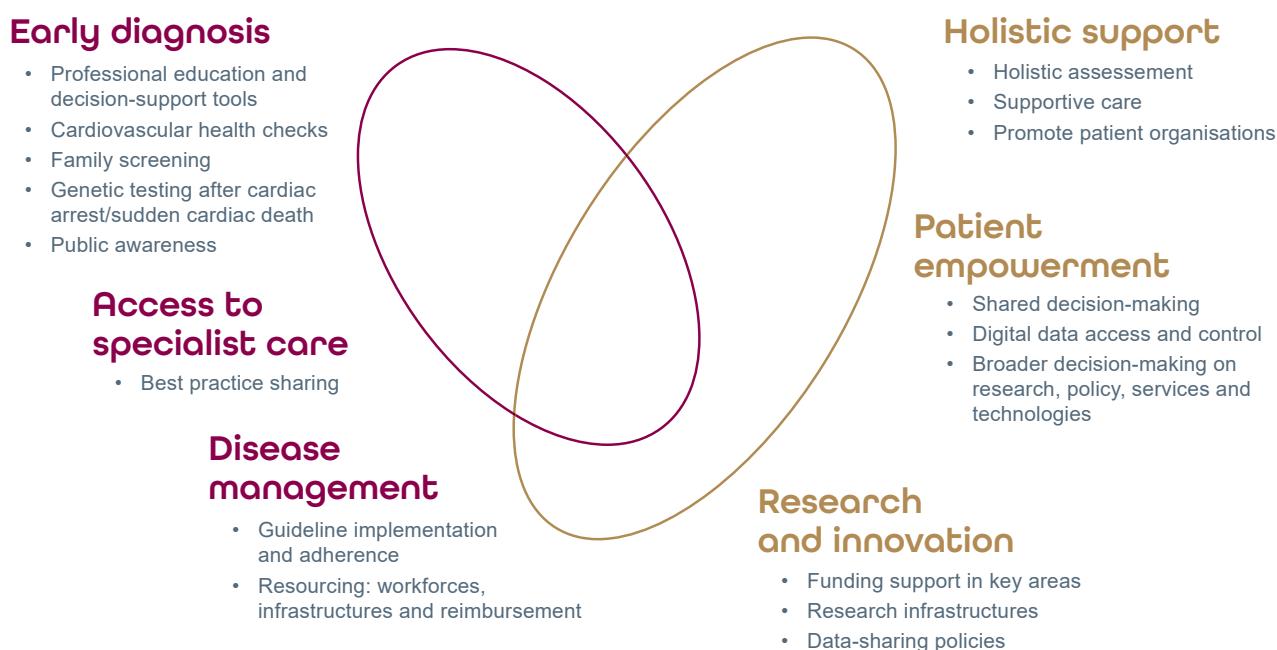 Early diagnosis
• Professional education and
decision-support tools
• Cardiovascular health checks
• Family screening
• Genetic testing after cardiac
arrest/sudden cardiac death
• Public awareness
Access to
specialist care
• Best practice sharing
Disease
management
• Guideline implementation
and adherence
• Resourcing: workforces,
infrastructures and reimbursement
Holistic support
• Holistic assessement
• Supportive care
• Promote patient organisations
Patient
empowerment
• Shared decision-making
• Digital data access and control
• Broader decision-making on
research, policy, services and
technologies
Research
and innovation
• Funding support in key areas
• Research infrastructures
• Data-sharing policies